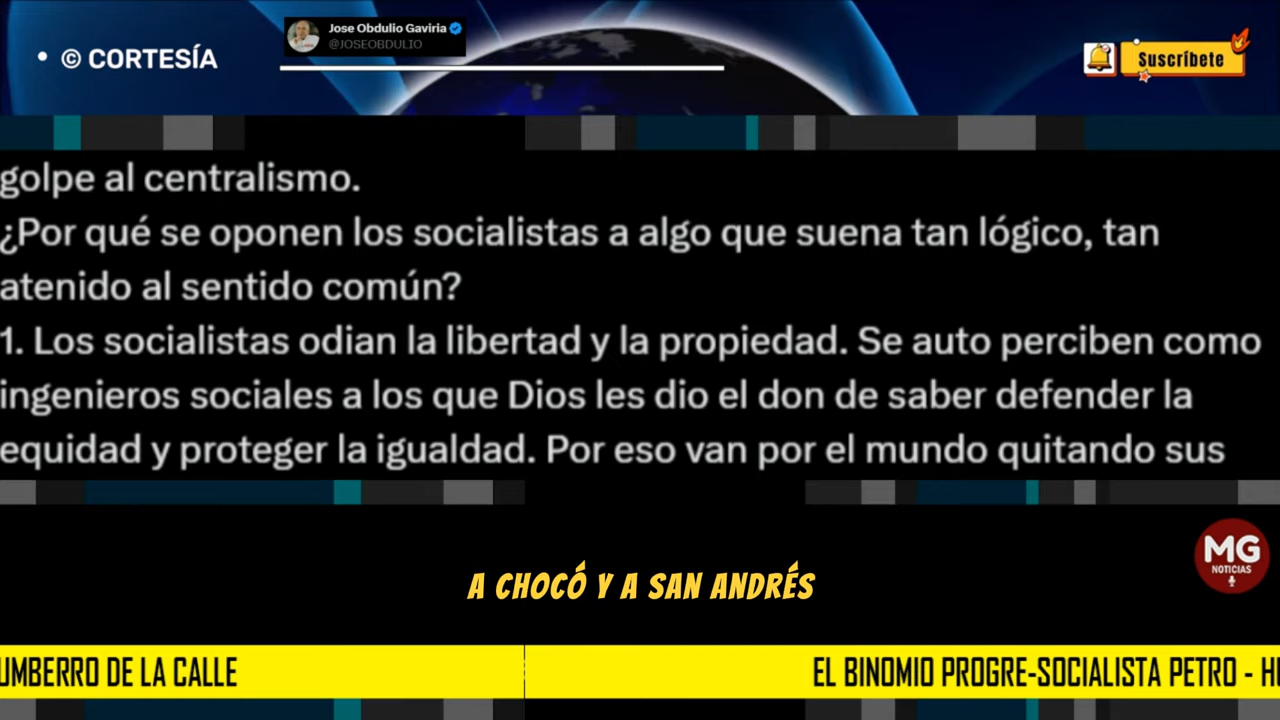 • © CORTESÍA
Jose Obdulio Gaviria
@JOSEOBDULIO
Suscríbete
golpe al centralismo.
¿Por qué se oponen los socialistas a algo que suena tan lógico, tan
atenido al sentido común?
1. Los socialistas odian la libertad y la propiedad. Se auto perciben como
ingenieros sociales a los que Dios les dio el don de saber defender la
equidad y proteger la igualdad. Por eso van por el mundo quitando sus
MG
NOTICIAS
A CHOCÓ Y A SAN ANDRÉS
UMBERRO DE LA CALLE
EL BINOMIO PROGRE-SOCIALISTA PETRO -